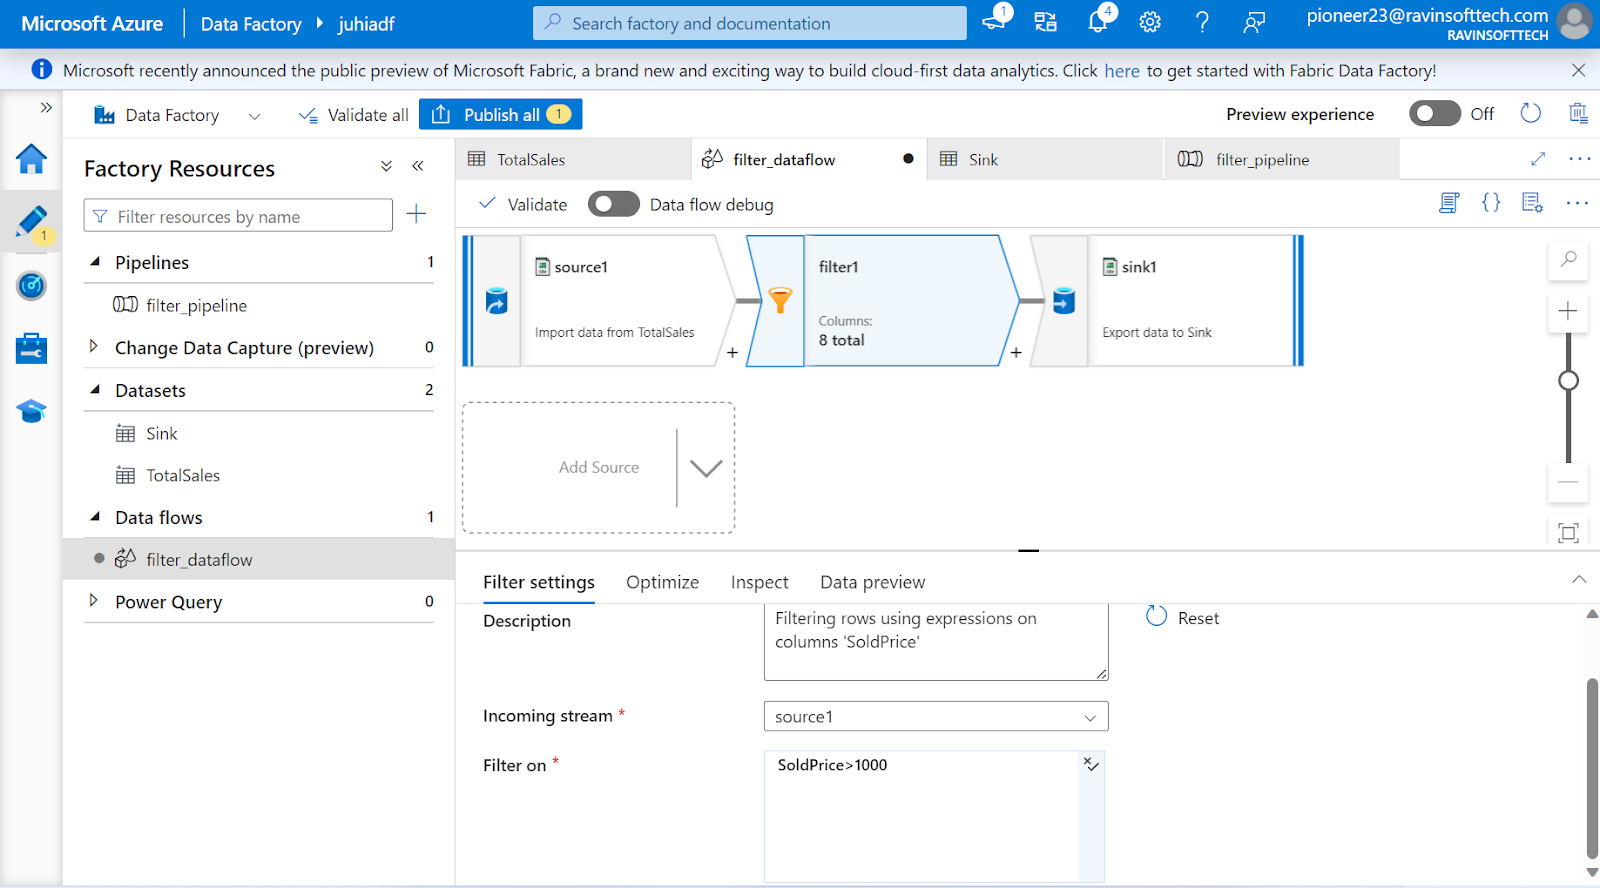 Microsoft Azure
Data Factory
juhiadf
Search factory and documentation
1
4
pioneer23@ravinsofttech.com
RAVINSOFTTECH
Microsoft recently announced the public preview of Microsoft Fabric, a brand new and exciting way to build cloud-first data analytics. Click here to get started with Fabric Data Factory!
Data Factory
Validate all
Publish all 1
Preview experience
Off
1
Factory Resources
Filter resources by name
Pipelines 1
filter_pipeline
Change Data Capture (preview) 0
Datasets 2
Sink
TotalSales
Data flows 1
filter_dataflow
Power Query 0
TotalSales
filter_dataflow
Sink
filter_pipeline
Validate
Data flow debug
source1
Import data from TotalSales
+
filter1
Columns:
8 total
+
sink1
Export data to Sink
Add Source
Filter settings
Optimize
Inspect
Data preview
Description
Filtering rows using expressions on
columns 'SoldPrice'
Reset
Incoming stream *
source1
Filter on *
SoldPrice>1000